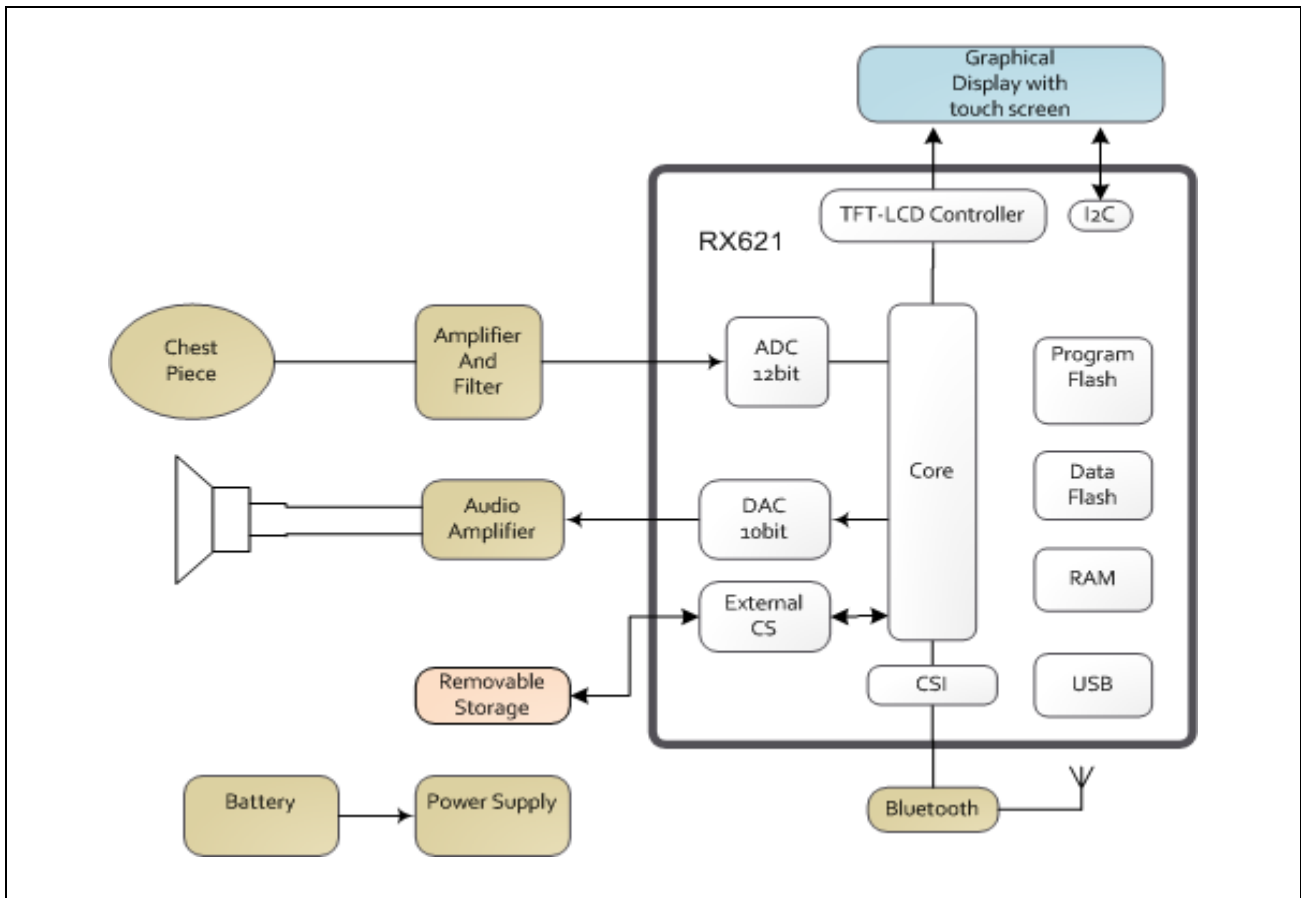 Graphical
Display with
touch screen
TFT-LCD Controller
I2C
RX621
Chest
Piece
Amplifier
And
Filter
ADC
12bit
Core
Program
Flash
Data
Flash
Audio
Amplifier
DAC
10bit
RAM
External
CS
Removable
Storage
CSI
USB
Battery
Power Supply
Bluetooth